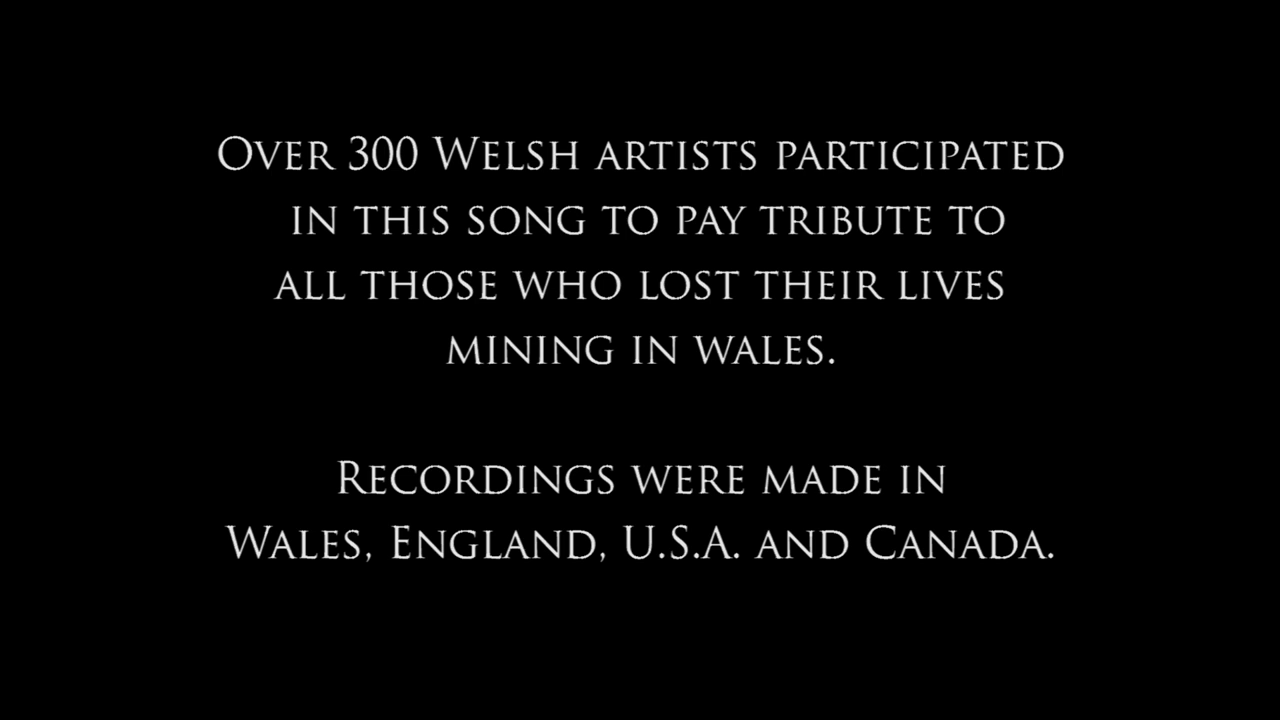 Over 300 Welsh artists participated
in this song to pay tribute to
all those who lost their lives
mining in wales.
Recordings were made in
Wales, England, U.S.A. and Canada.